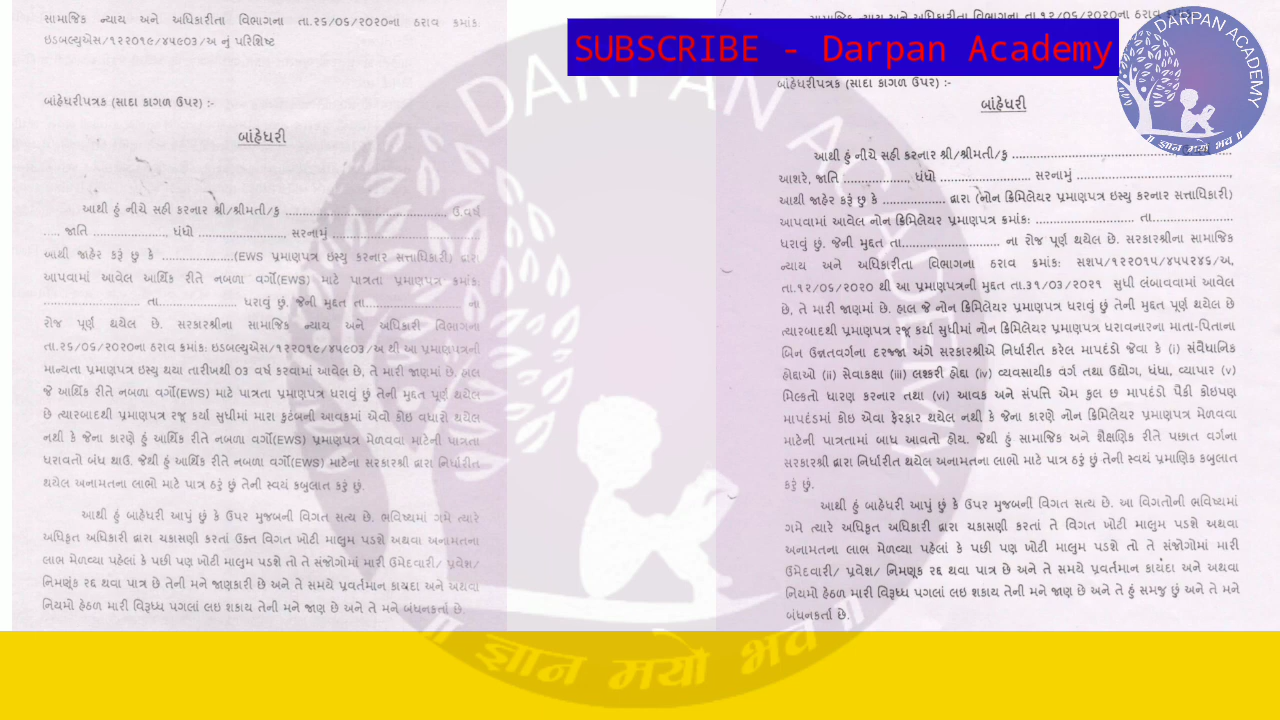 સામાજિક ન્યાય અને અધિકારીતા વિભાગના તા.૨૬/૦૬/૨૦૨૦ના ઠરાવ ક્રમાંક:
ઇડબલ્યુએસ/૧૨૨૦૧૯/૪૫૯૦૩/અ નું પરિશિષ્ટ
બાંહેધરીપત્રક (સાદા કાગળ ઉપર) :-
બાંહેધરી
આથી હું નીચે સહી કરનાર શ્રી/શ્રીમતી/કુ ............................................., ઉ.વર્ષ
..... જાતિ ....................., ધંધો ........................, સરનામું ..........................................
આથી જાહેર કરૂં છુ કે ....................(EWS પ્રમાણપત્ર ઇસ્યુ કરનાર સત્તાધિકારી) દ્વારા
આપવામાં આવેલ આર્થિક રીતે નબળા વર્ગો(EWS) માટે પાત્રતા પ્રમાણપત્ર ક્રમાંક:
........................... તા...................... ધરાવું છું. જેની મુદ્દત તા........................... ના
રોજ પૂર્ણ થયેલ છે. સરકારશ્રીના સામાજિક ન્યાય અને અધિકારી વિભાગના
તા.૨૬/૦૬/૨૦૨૦ના ઠરાવ ક્રમાંક: ઇડબલ્યુએસ/૧૨૨૦૧૯/૪૫૯૦૩/અ થી આ પ્રમાણપત્રની
માન્યતા પ્રમાણપત્ર ઇસ્યુ થયા તારીખથી ૦૩ વર્ષ કરવામાં આવેલ છે, તે મારી જાણમાં છે. હાલ
જે આર્થિક રીતે નબળા વર્ગો(EWS) માટે પાત્રતા પ્રમાણપત્ર ધરાવું છું તેની મુદ્દત પૂર્ણ થયેલ
છે ત્યારબાદથી પ્રમાણપત્ર રજૂ કર્યા સુધીમાં મારા કુટુંબની આવકમાં એવો કોઇ વધારો થયેલ
નથી કે જેના કારણે હું આર્થિક રીતે નબળા વર્ગો(EWS) પ્રમાણપત્ર મેળવવા માટેની પાત્રતા
ધરાવતો બંધ થાઉં. જેથી હું આર્થિક રીતે નબળા વર્ગો(EWS) માટેના સરકારશ્રી દ્વારા નિર્ધારીત
થયેલ અનામતના લાભો માટે પાત્ર ઠરું છું તેની સ્વયં કબુલાત કરું છું.
આથી હું બાંહેધરી આપું છું કે ઉપર મુજબની વિગત સત્ય છે. ભવિષ્યમાં ગમે ત્યારે
અધિકૃત અધિકારી દ્વારા ચકાસણી કરતાં ઉક્ત વિગત ખોટી માલુમ પડશે અથવા અનામતના
લાભ મેળવ્યા પહેલાં કે પછી પણ ખોટી માલુમ પડશે તો તે સંજોગોમાં મારી ઉમેદવારી/ પ્રવેશ/
નિમણૂંક રદ્દ થવા પાત્ર છે તેની મને જાણકારી છે અને તે સમયે પ્રવર્તમાન કાયદા અને અથવા
નિયમો હેઠળ મારી વિરૂધ્ધ પગલાં લઇ શકાય તેની મને જાણ છે અને તે મને બંધનકર્તા છે.
SUBSCRIBE - Darpan Academy
સામાજિક ન્યાય અને અધિકારીતા વિભાગના તા.૧૨/૦૬/૨૦૨૦ના ઠરાવ
બાંહેધરીપત્રક (સાદા કાગળ ઉપર) :-
બાંહેધરી
આથી હું નીચે સહી કરનાર શ્રી/શ્રીમતી/કુ ..............................................
આશરે, જાતિ .................., ધંધો ......................... સરનામું ..........................................,
આથી જાહેર કરૂં છુ કે .................. દ્વારા (નોન ક્રિમિલેયર પ્રમાણપત્ર ઇસ્યુ કરનાર સત્તાધિકારી)
આપવામાં આવેલ નોન ક્રિમિલેયર પ્રમાણપત્ર ક્રમાંક: ............................ તા.......................
ધરાવું છું. જેની મુદ્દત તા............................ ના રોજ પૂર્ણ થયેલ છે. સરકારશ્રીના સામાજિક
ન્યાય અને અધિકારીતા વિભાગના ઠરાવ ક્રમાંક: સશપ/૧૨૨૦૧૫/૪૫૫૨૪૬/અ,
તા.૧૨/૦૬/૨૦૨૦ થી આ પ્રમાણપત્રની મુદ્દત તા.૩૧/૦૩/૨૦૨૧ સુધી લંબાવવામાં આવેલ
છે, તે મારી જાણમાં છે. હાલ જે નોન ક્રિમિલેયર પ્રમાણપત્ર ધરાવું છું તેની મુદ્દત પૂર્ણ થયેલ છે
ત્યારબાદથી પ્રમાણપત્ર રજૂ કર્યા સુધીમાં નોન ક્રિમિલેયર પ્રમાણપત્ર ધરાવનારના માતા-પિતાના
બિન ઉન્નતવર્ગના દરજ્જા અંગે સરકારશ્રીએ નિર્ધારીત કરેલ માપદંડો જેવા કે (i) સંવૈધાનિક
હોદ્દાઓ (ii) સેવાકક્ષા (iii) લશ્કરી હોદ્દા (iv) વ્યવસાયીક વર્ગ તથા ઉદ્યોગ, ધંધા, વ્યાપાર (v)
મિલ્કતો ધારણ કરનાર તથા (vi) આવક અને સંપત્તિ એમ કુલ છ માપદંડો પૈકી કોઇપણ
માપદંડમાં કોઇ એવા ફેરફાર થયેલ નથી કે જેના કારણે નોન ક્રિમિલેયર પ્રમાણપત્ર મેળવવા
માટેની પાત્રતામાં બાધ આવતો હોય. જેથી હું સામાજિક અને શૈક્ષણિક રીતે પછાત વર્ગના
સરકારશ્રી દ્વારા નિર્ધારીત થયેલ અનામતના લાભો માટે પાત્ર ઠરું છું તેની સ્વયં પ્રમાણિક કબુલાત
કરું છું.
આથી હું બાહેધરી આપું છું કે ઉપર મુજબની વિગત સત્ય છે. આ વિગતોની ભવિષ્યમાં
ગમે ત્યારે અધિકૃત અધિકારી દ્વારા ચકાસણી કરતાં તે વિગત ખોટી માલુમ પડશે અથવા
અનામતના લાભ મેળવ્યા પહેલાં કે પછી પણ ખોટી માલુમ પડશે તો તે સંજોગોમાં મારી
ઉમેદવારી/ પ્રવેશ/ નિમણૂક રદ્દ થવા પાત્ર છે અને તે સમયે પ્રવર્તમાન કાયદા અને અથવા
નિયમો હેઠળ મારી વિરૂધ્ધ પગલાં લઇ શકાય તેની મને જાણ છે અને તે હું સમજુ છું અને તે મને
બંધનકર્તા છે.
DARPAN ACADEMY
॥ ज्ञान मयो भव ॥
DARPAN ACADEMY
॥ ज्ञान मयो भव ॥